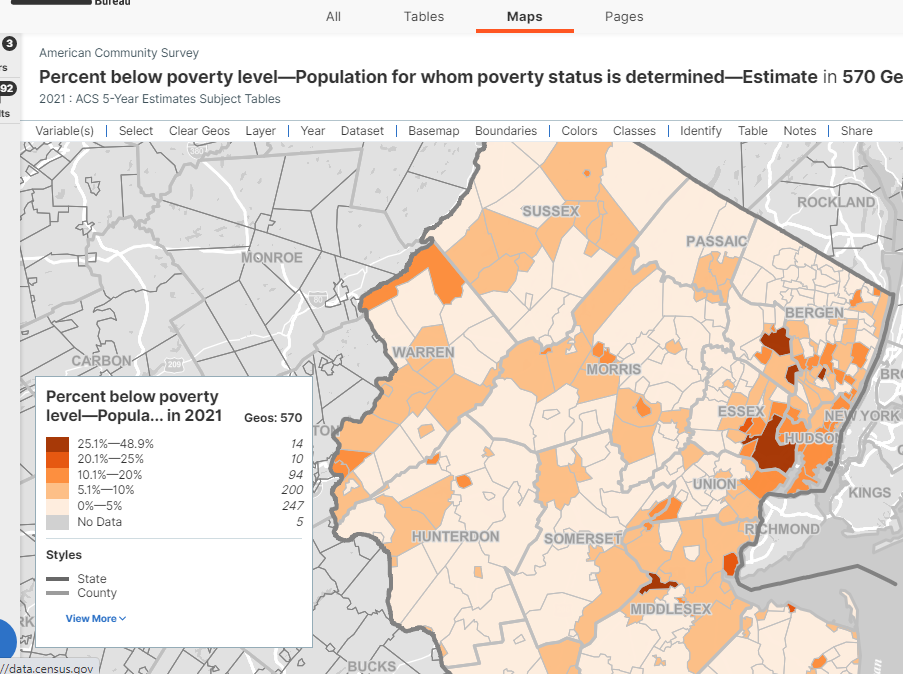 Bureau
All Tables Maps Pages
3
rs
92
lts
American Community Survey
Percent below poverty level—Population for whom poverty status is determined—Estimate in 570 Ge
2021 : ACS 5-Year Estimates Subject Tables
Variable(s) | Select Clear Geos Layer | Year Dataset | Basemap Boundaries | Colors Classes | Identify Table Notes | Share
ROCKLAND
SUSSEX
PASSAIC
MONROE
BERGEN
WARREN
CARBON
209
MORRIS
BRO
ESSEX
NEW YORK
TON
HUDSON
UNION
KINGS
RICHMOND
HUNTERDON
SOMERSET
MIDDLESEX
BUCKS
RK
Percent below poverty
level—Popula... in 2021 Geos: 570
25.1%—48.9% 14
20.1%—25% 10
10.1%—20% 94
5.1%—10% 200
0%—5% 247
No Data 5
Styles
State
County
View More
//data.census.gov